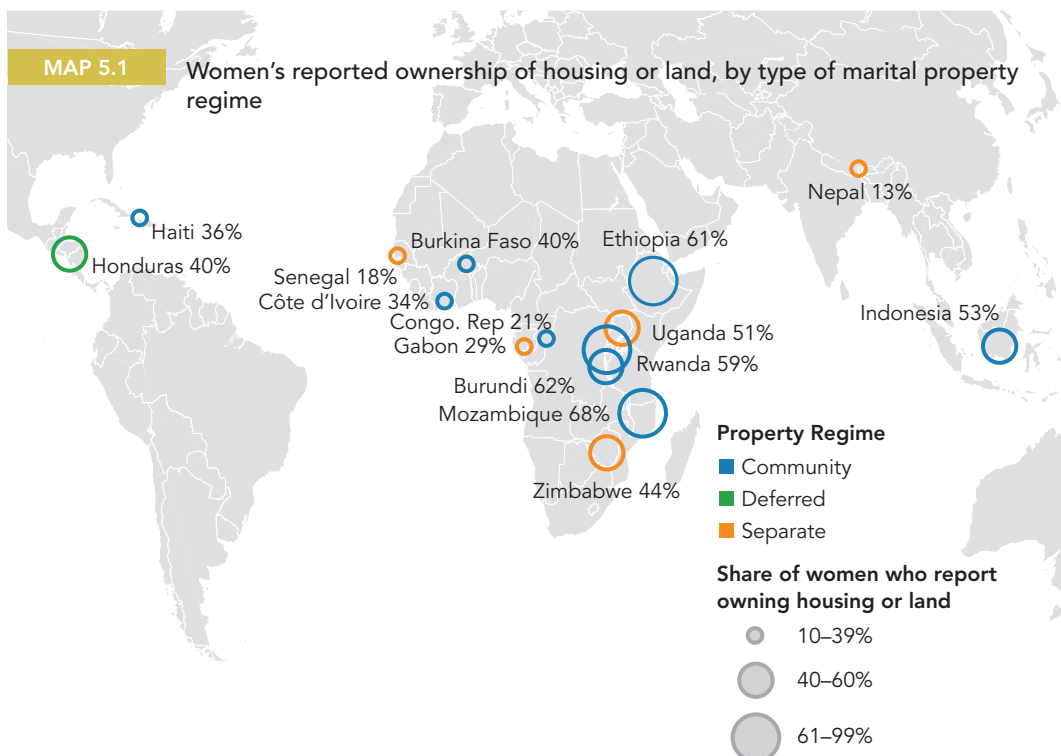 MAP 5.1
Women's reported ownership of housing or land, by type of marital property
regime
Nepal 13%
Haiti 36%
Burkina Faso 40%
Ethiopia 61%
Honduras 40%
Senegal 18%
Côte d'Ivoire 34%
Indonesia 53%
Congo. Rep 21%
Uganda 51%
Gabon 29%
Rwanda 59%
Burundi 62%
Mozambique 68%
Zimbabwe 44%
Property Regime
Community
Deferred
Separate
Share of women who report
owning housing or land
10–39%
40–60%
61–99%